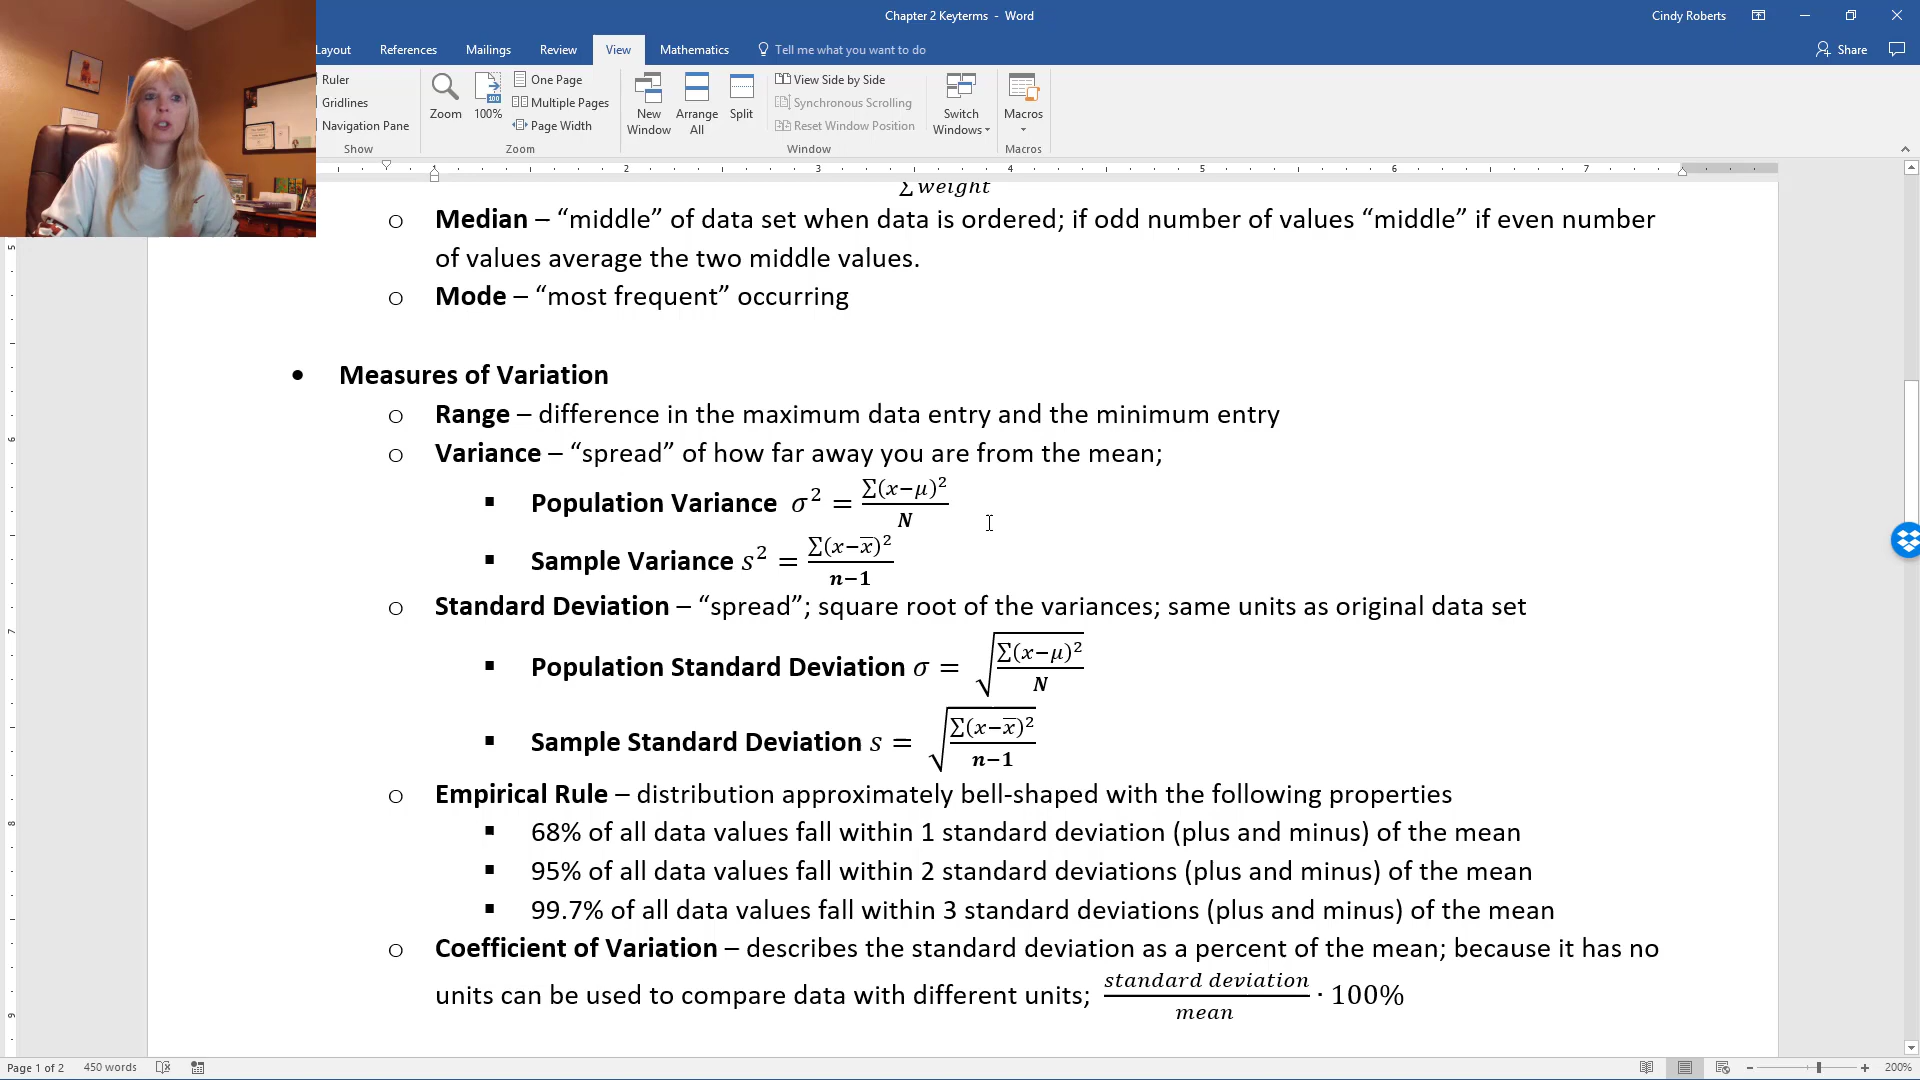 Chapter 2 Keyterms - Word
Cindy Roberts
Layout References Mailings Review View Mathematics Tell me what you want to do
Share
Ruler
Gridlines
Navigation Pane
Show
Zoom
100%
One Page
Multiple Pages
Page Width
Zoom
New Window
Arrange All
Split
View Side by Side
Synchronous Scrolling
Reset Window Position
Window
Switch Windows
Macros
Macros
1 2 3 4 5 6 7
∑ weight
o Median – “middle” of data set when data is ordered; if odd number of values “middle” if even number
of values average the two middle values.
o Mode – “most frequent” occurring
• Measures of Variation
o Range – difference in the maximum data entry and the minimum entry
o Variance – “spread” of how far away you are from the mean;
▪ Population Variance σ² = ∑(x−μ)² / N
▪ Sample Variance s² = ∑(x−x̅)² / n−1
o Standard Deviation – “spread”; square root of the variances; same units as original data set
▪ Population Standard Deviation σ = √(∑(x−μ)² / N)
▪ Sample Standard Deviation s = √(∑(x−x̅)² / n−1)
o Empirical Rule – distribution approximately bell-shaped with the following properties
▪ 68% of all data values fall within 1 standard deviation (plus and minus) of the mean
▪ 95% of all data values fall within 2 standard deviations (plus and minus) of the mean
▪ 99.7% of all data values fall within 3 standard deviations (plus and minus) of the mean
o Coefficient of Variation – describes the standard deviation as a percent of the mean; because it has no
units can be used to compare data with different units; standard deviation / mean · 100%
Page 1 of 2 450 words 200%